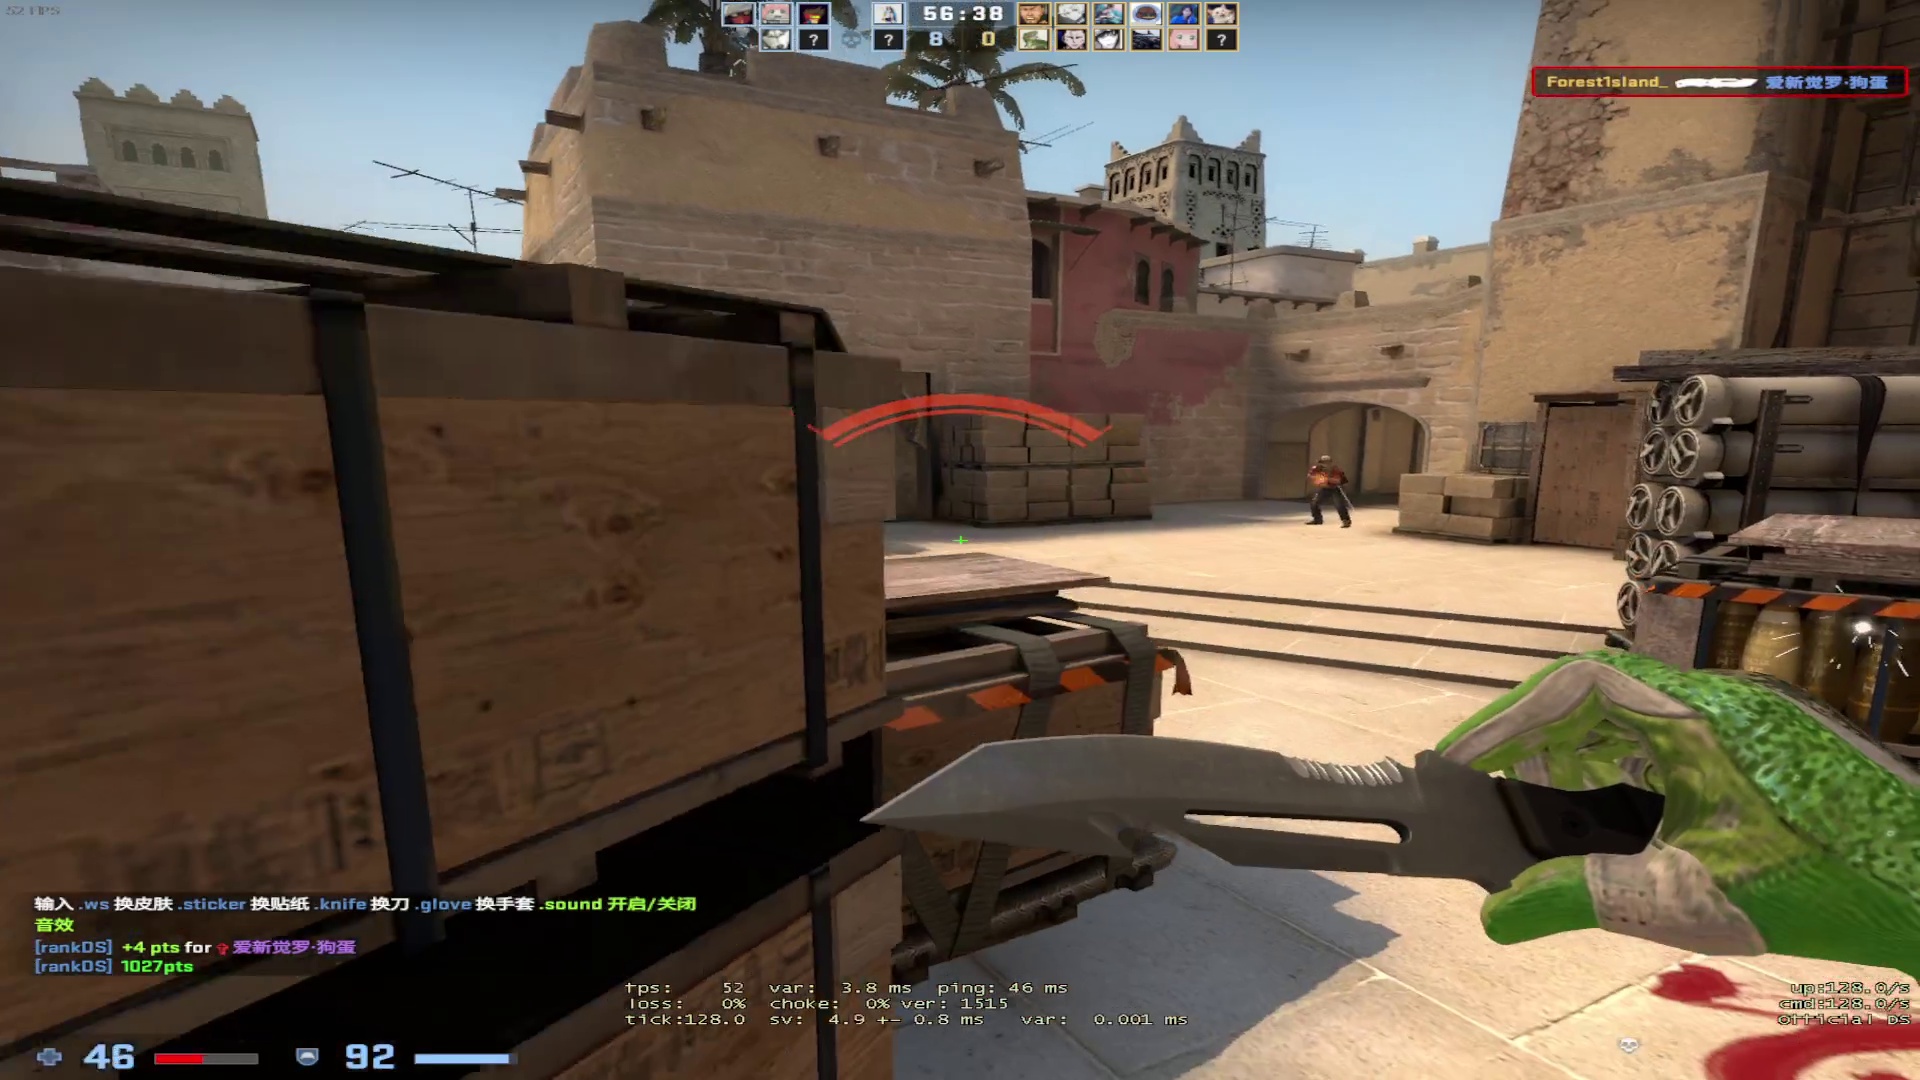 52 FPS
56:38
? ? 8 0 ?
Forest1sland_ 爱新觉罗·狗蛋
输入 .ws 换皮肤 .sticker 换贴纸 .knife 换刀 .glove 换手套 .sound 开启/关闭
音效
[rankDS] +4 pts for 爱新觉罗·狗蛋
[rankDS] 1027pts
fps: 52 var: 3.8 ms ping: 46 ms
loss: 0% choke: 0% ver: 1515
tick:128.0 sv: 4.9 +- 0.8 ms var: 0.001 ms
up:128.0/s
cmd:128.0/s
Official DS
46 92